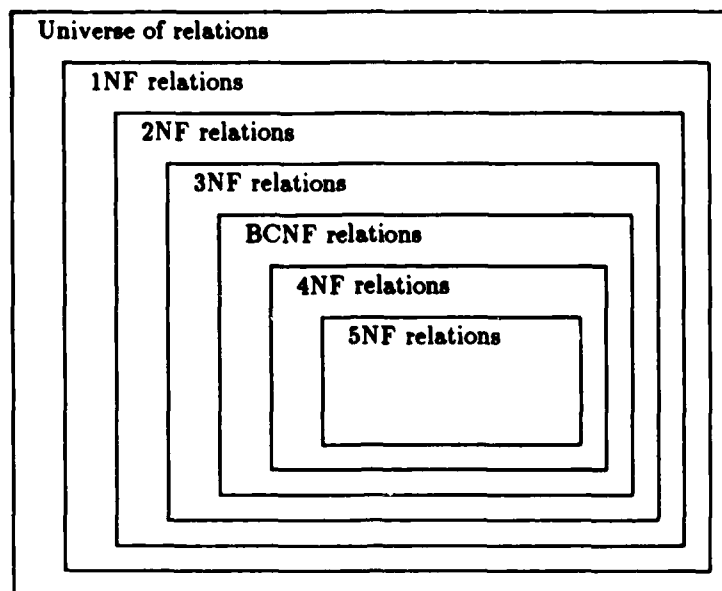 Universe of relations
1NF relations
2NF relations
3NF relations
BCNF relations
4NF relations
5NF relations